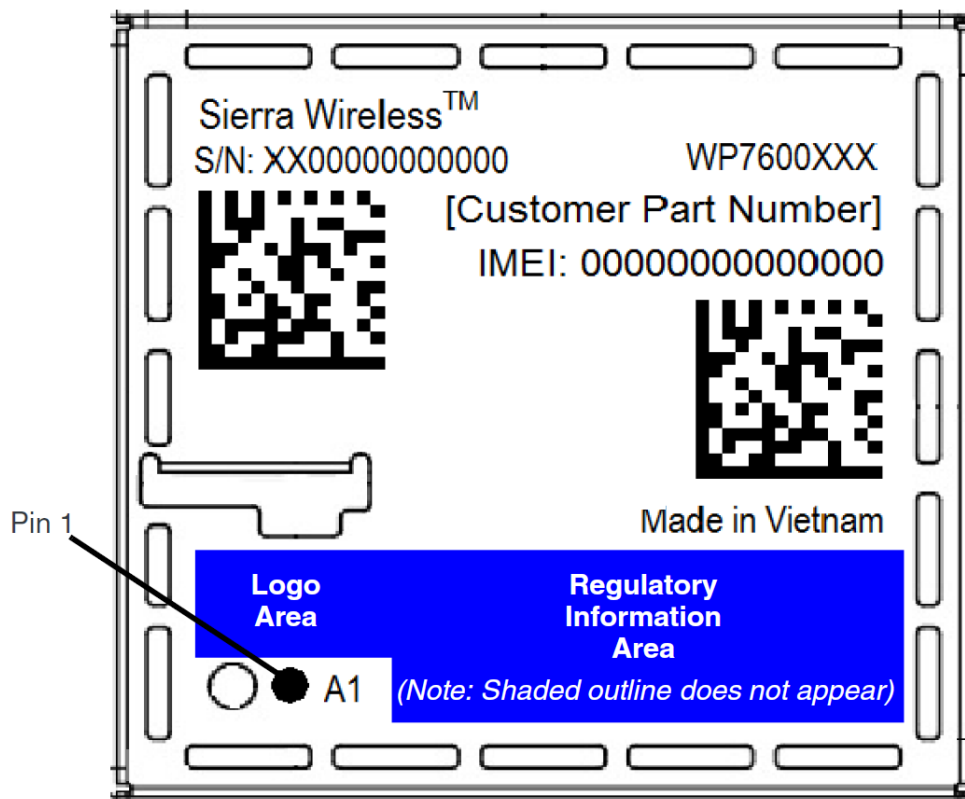 Sierra Wireless™
S/N: XX00000000000
WP7600XXX
[Customer Part Number]
IMEI: 000000000000000
Made in Vietnam
Pin 1
Logo
Area
Regulatory
Information
Area
A1
(Note: Shaded outline does not appear)